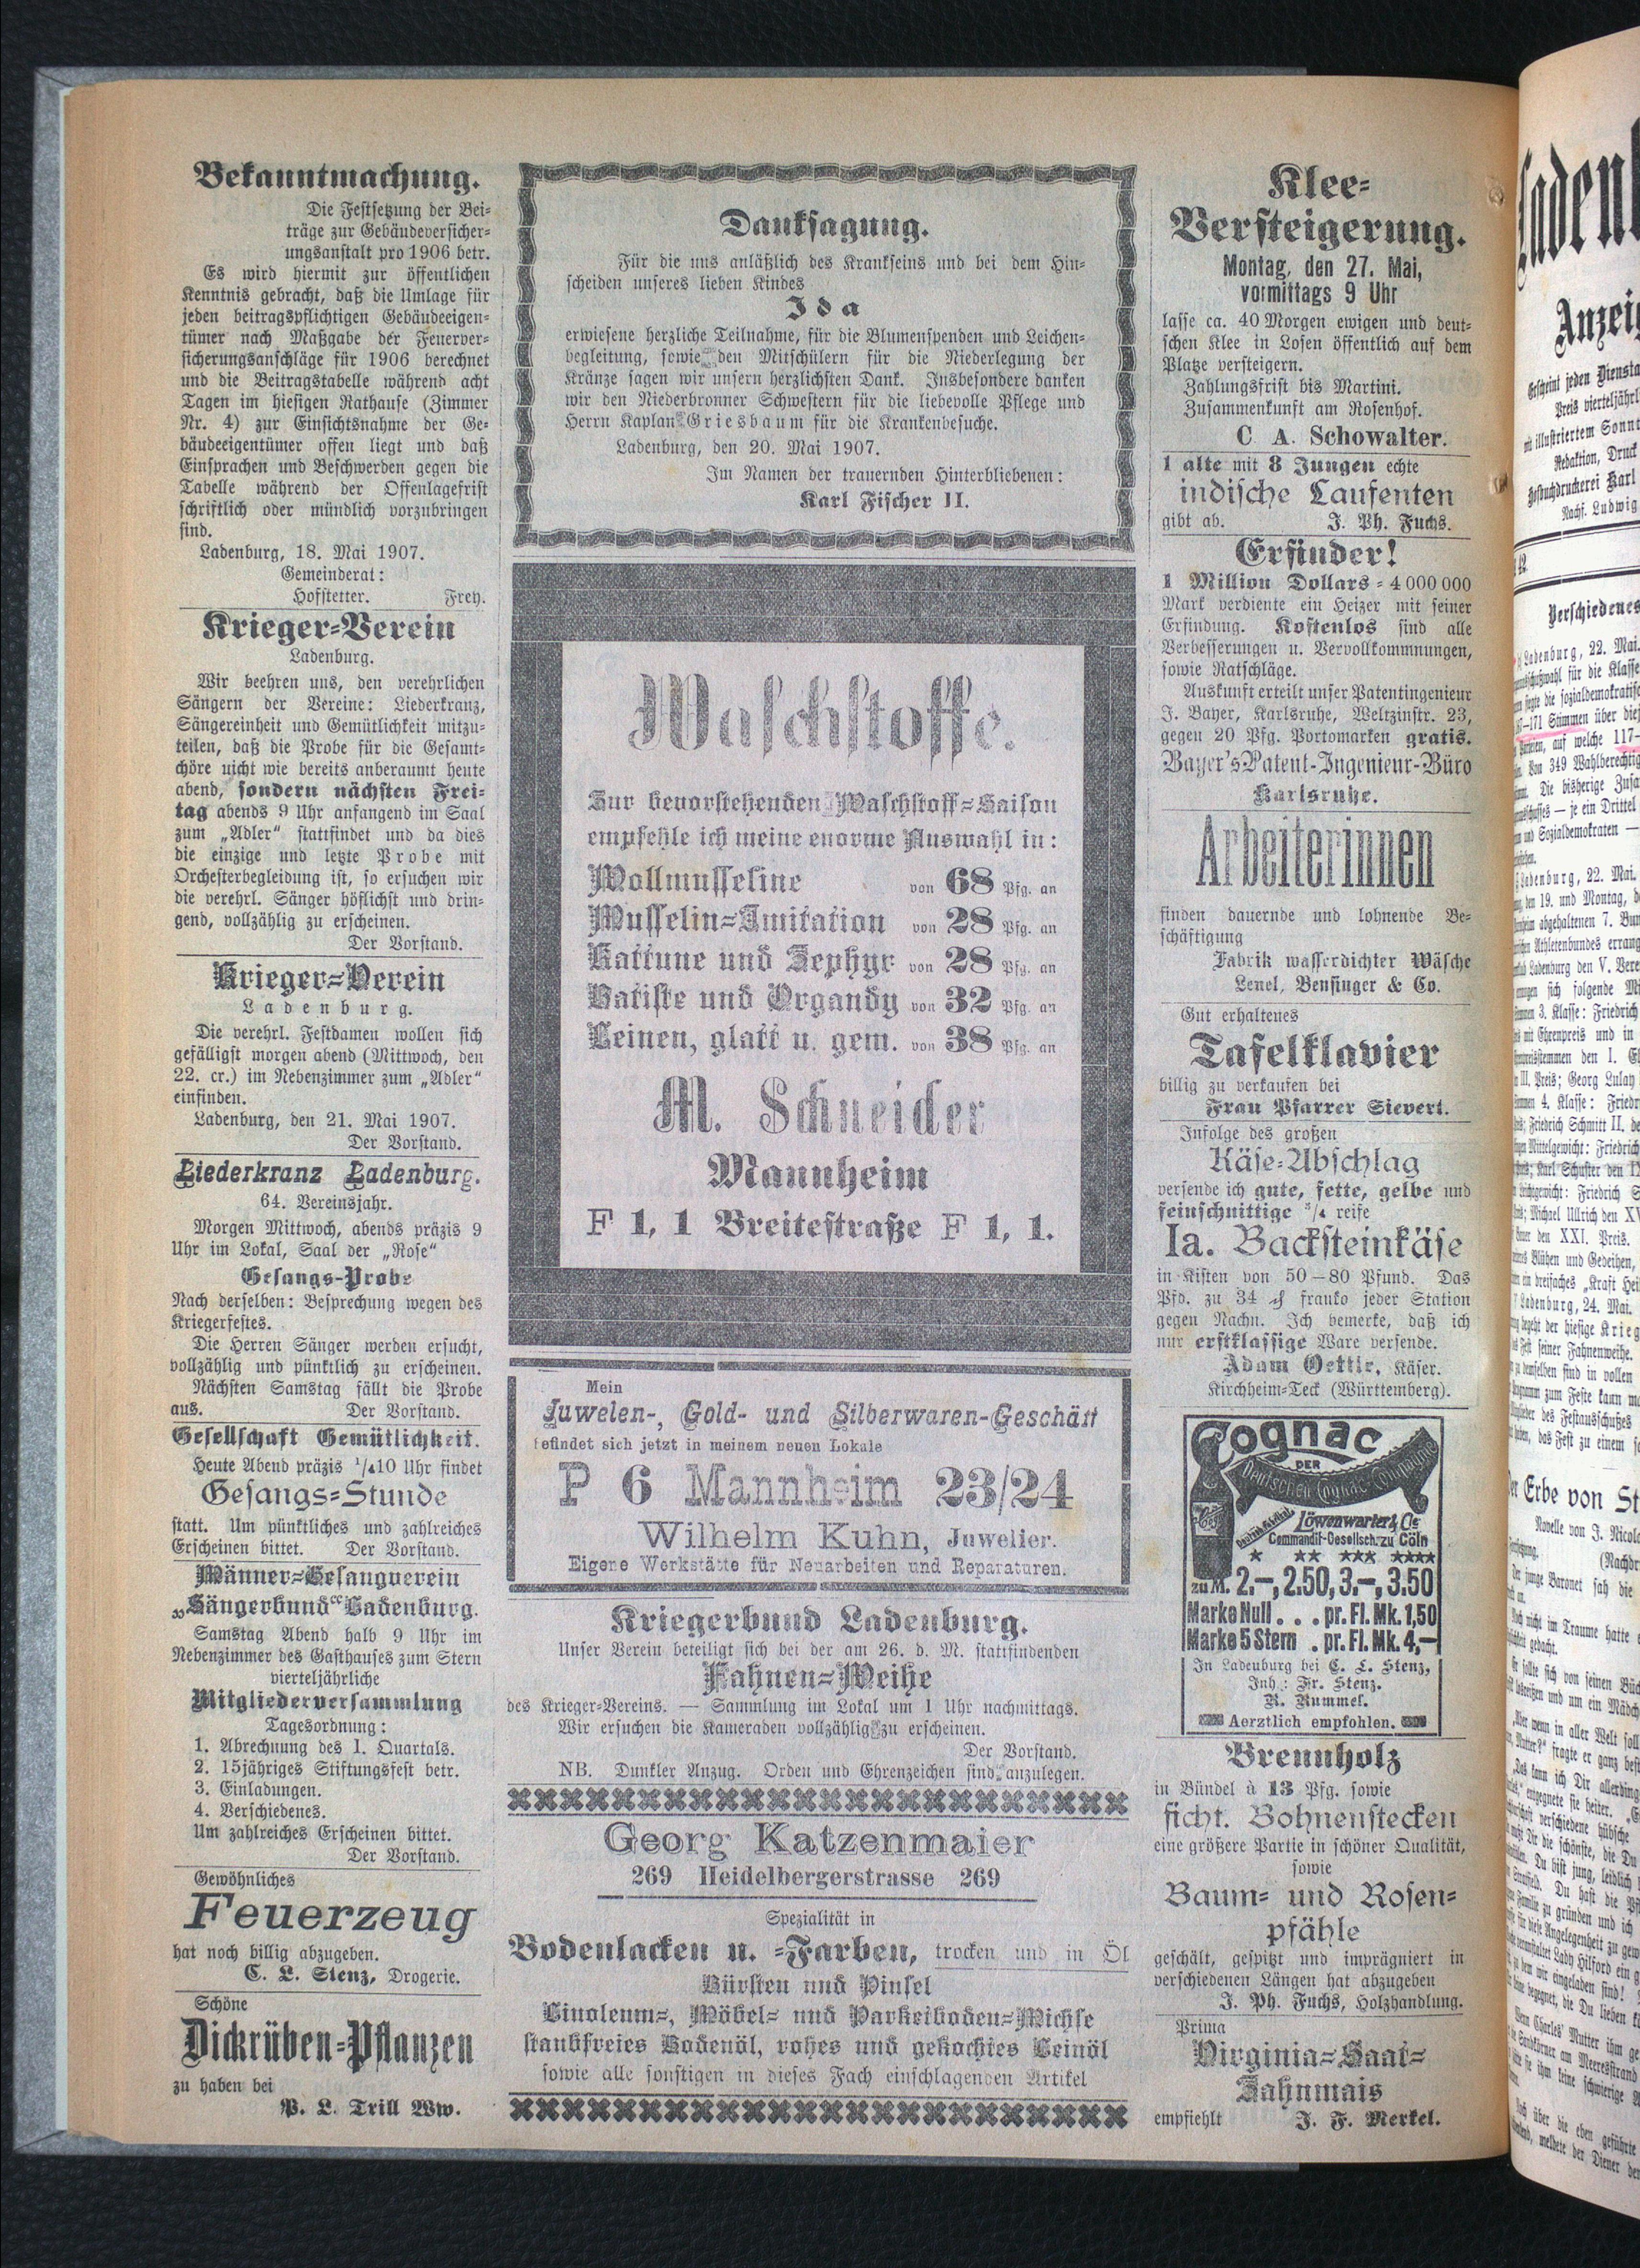 Bekanntmachung.
Die Festsetzung der Bei-
träge zur Gebäudeversicher-
ungsanstalt pro 1906 betr.
Es wird hiermit zur öffentlichen
Kenntnis gebracht, daß die Umlage für
jeden beitragspflichtigen Gebäudeeigen-
tümer nach Maßgabe der Feuerver-
sicherungsanschläge für 1906 berechnet
und die Beitragstabelle während acht
Tagen im hiesigen Rathause (Zimmer
Nr. 4) zur Einsichtsnahme der Ge-
bäudeeigentümer offen liegt und daß
Einsprachen und Beschwerden gegen die
Tabelle während der Offenlagefrist
schriftlich oder mündlich vorzubringen
sind.
Ladenburg, 18. Mai 1907.
Gemeinderat:
Hofstetter. Frey.
Krieger-Verein
Ladenburg.
Wir beehren uns, den verehrlichen
Sängern der Vereine: Liederkranz,
Sängereinheit und Gemütlichkeit mitzu-
teilen, daß die Probe für die Gesamt-
chöre nicht wie bereits anberaumt heute
abend, sondern nächsten Frei-
tag abends 9 Uhr anfangend im Saal
zum „Adler“ stattfindet und da dies
die einzige und letzte Probe mit
Orchesterbegleidung ist, so ersuchen wir
die verehrl. Sänger höflichst und drin-
gend, vollzählig zu erscheinen.
Der Vorstand.
Krieger-Verein
Ladenburg.
Die verehrl. Festdamen wollen sich
gefälligst morgen abend (Mittwoch, den
22. cr.) im Nebenzimmer zum „Adler“
einfinden.
Ladenburg, den 21. Mai 1907.
Der Vorstand.
Liederkranz Ladenburg.
64. Vereinsjahr.
Morgen Mittwoch, abends präzis 9
Uhr im Lokal, Saal der „Rose“
Gesangs-Probe
Nach derselben: Besprechung wegen des
Kriegerfestes.
Die Herren Sänger werden ersucht,
vollzählig und pünktlich zu erscheinen.
Nächsten Samstag fällt die Probe
aus. Der Vorstand.
Gesellschaft Gemütlichkeit.
Heute Abend präzis 1/410 Uhr findet
Gesangs-Stunde
statt. Um pünktliches und zahlreiches
Erscheinen bittet. Der Vorstand.
Männer-Gesangverein
„Sängerbund“ Ladenburg.
Samstag Abend halb 9 Uhr im
Nebenzimmer des Gasthauses zum Stern
vierteljährliche
Mitgliederversammlung
Tagesordnung:
1. Abrechnung des I. Quartals.
2. 15jähriges Stiftungsfest betr.
3. Einladungen.
4. Verschiedenes.
Um zahlreiches Erscheinen bittet.
Der Vorstand.
Gewöhnliches
Feuerzeug
hat noch billig abzugeben.
C. L. Stenz, Drogerie.
Schöne
Dickrüben-Pflanzen
zu haben bei
P. L. Trill Ww.
Danksagung.
Für die uns anläßlich des Krankseins und bei dem Hin-
scheiden unseres lieben Kindes
Ida
erwiesene herzliche Teilnahme, für die Blumenspenden und Leichen-
begleitung, sowie den Mitschülern für die Niederlegung der
Kränze sagen wir unsern herzlichsten Dank. Insbesondere danken
wir den Niederbronner Schwestern für die liebevolle Pflege und
Herrn Kaplan Griesbaum für die Krankenbesuche.
Ladenburg, den 20. Mai 1907.
Im Namen der trauernden Hinterbliebenen:
Karl Fischer II.
Waschstoffe.
Zur bevorstehenden Waschstoff-Saison
empfehle ich meine enorme Auswahl in:
Wollmusseline von 68 Pfg. an
Musselin-Imitation von 28 Pfg. an
Kattune und Zephyr von 28 Pfg. an
Batiste und Organdy von 32 Pfg. an
Leinen, glatt u. gem. von 38 Pfg. an
M. Schneider
Mannheim
F 1, 1 Breitestraße F 1, 1.
Mein
Juwelen-, Gold- und Silberwaren-Geschäft
befindet sich jetzt in meinem neuen Lokale
P 6 Mannheim 23/24
Wilhelm Kuhn, Juwelier.
Eigene Werkstätte für Neuarbeiten und Reparaturen.
Kriegerbund Ladenburg.
Unser Verein beteiligt sich bei der am 26. d. M. stattfindenden
Fahnen-Weihe
des Krieger-Vereins. — Sammlung im Lokal um 1 Uhr nachmittags.
Wir ersuchen die Kameraden vollzählig zu erscheinen.
Der Vorstand.
NB. Dunkler Anzug. Orden und Ehrenzeichen sind anzulegen.
Georg Katzenmaier
269 Heidelbergerstrasse 269
Spezialität in
Bodenlacken u. -Farben, trocken und in Öl
Bürsten und Pinsel
Linoleum-, Möbel- und Parketboden-Wichse
staubfreies Bodenöl, rohes und gekochtes Leinöl
sowie alle sonstigen in dieses Fach einschlagenden Artikel
Klee-
Versteigerung.
Montag, den 27. Mai,
vormittags 9 Uhr
lasse ca. 40 Morgen ewigen und deut-
schen Klee in Losen öffentlich auf dem
Platze versteigern.
Zahlungsfrist bis Martini.
Zusammenkunft am Rosenhof.
C. A. Schowalter.
1 alte mit 8 Jungen echte
indische Laufenten
gibt ab. J. Ph. Fuchs.
Erfinder!
1 Million Dollars = 4 000 000
Mark verdiente ein Heizer mit seiner
Erfindung. Kostenlos sind alle
Verbesserungen u. Vervollkommnungen,
sowie Ratschläge.
Auskunft erteilt unser Patentingenieur
J. Bayer, Karlsruhe, Weltzinstr. 23,
gegen 20 Pfg. Portomarken gratis.
Bayer's Patent-Ingenieur-Büro
Karlsruhe.
Arbeiterinnen
finden dauernde und lohnende Be-
schäftigung
Fabrik wasserdichter Wäsche
Lenel, Bensinger & Co.
Gut erhaltenes
Tafelklavier
billig zu verkaufen bei
Frau Pfarrer Sievert.
Infolge des großen
Käse-Abschlag
versende ich gute, fette, gelbe und
feinschnittige 3/4 reife
Ia. Backsteinkäse
in Kisten von 50—80 Pfund. Das
Pfd. zu 34 ₰ franko jeder Station
gegen Nachn. Ich bemerke, daß ich
nur erstklassige Ware versende.
Adam Oettle, Käser.
Kirchheim-Teck (Württemberg).
Cognac
DER
Deutschen Cognac Compagnie
Löwenwarter & Cie
Commandit-Gesellsch. zu Cöln
★ ★★ ★★★ ★★★★
zu M. 2.-, 2.50, 3.-, 3.50
Marke Null . . . pr. Fl. Mk. 1,50
Marke 5 Stern . pr. Fl. Mk. 4,—
In Ladenburg bei C. L. Stenz,
Inh.: Fr. Stenz.
R. Rummel.
Aerztlich empfohlen.
Brennholz
in Bündel à 13 Pfg. sowie
ficht. Bohnenstecken
eine größere Partie in schöner Qualität,
sowie
Baum- und Rosen-
pfähle
geschält, gespitzt und imprägniert in
verschiedenen Längen hat abzugeben
J. Ph. Fuchs, Holzhandlung.
Prima
Virginia-Saat-
Zahnmais
empfiehlt J. F. Merkel.